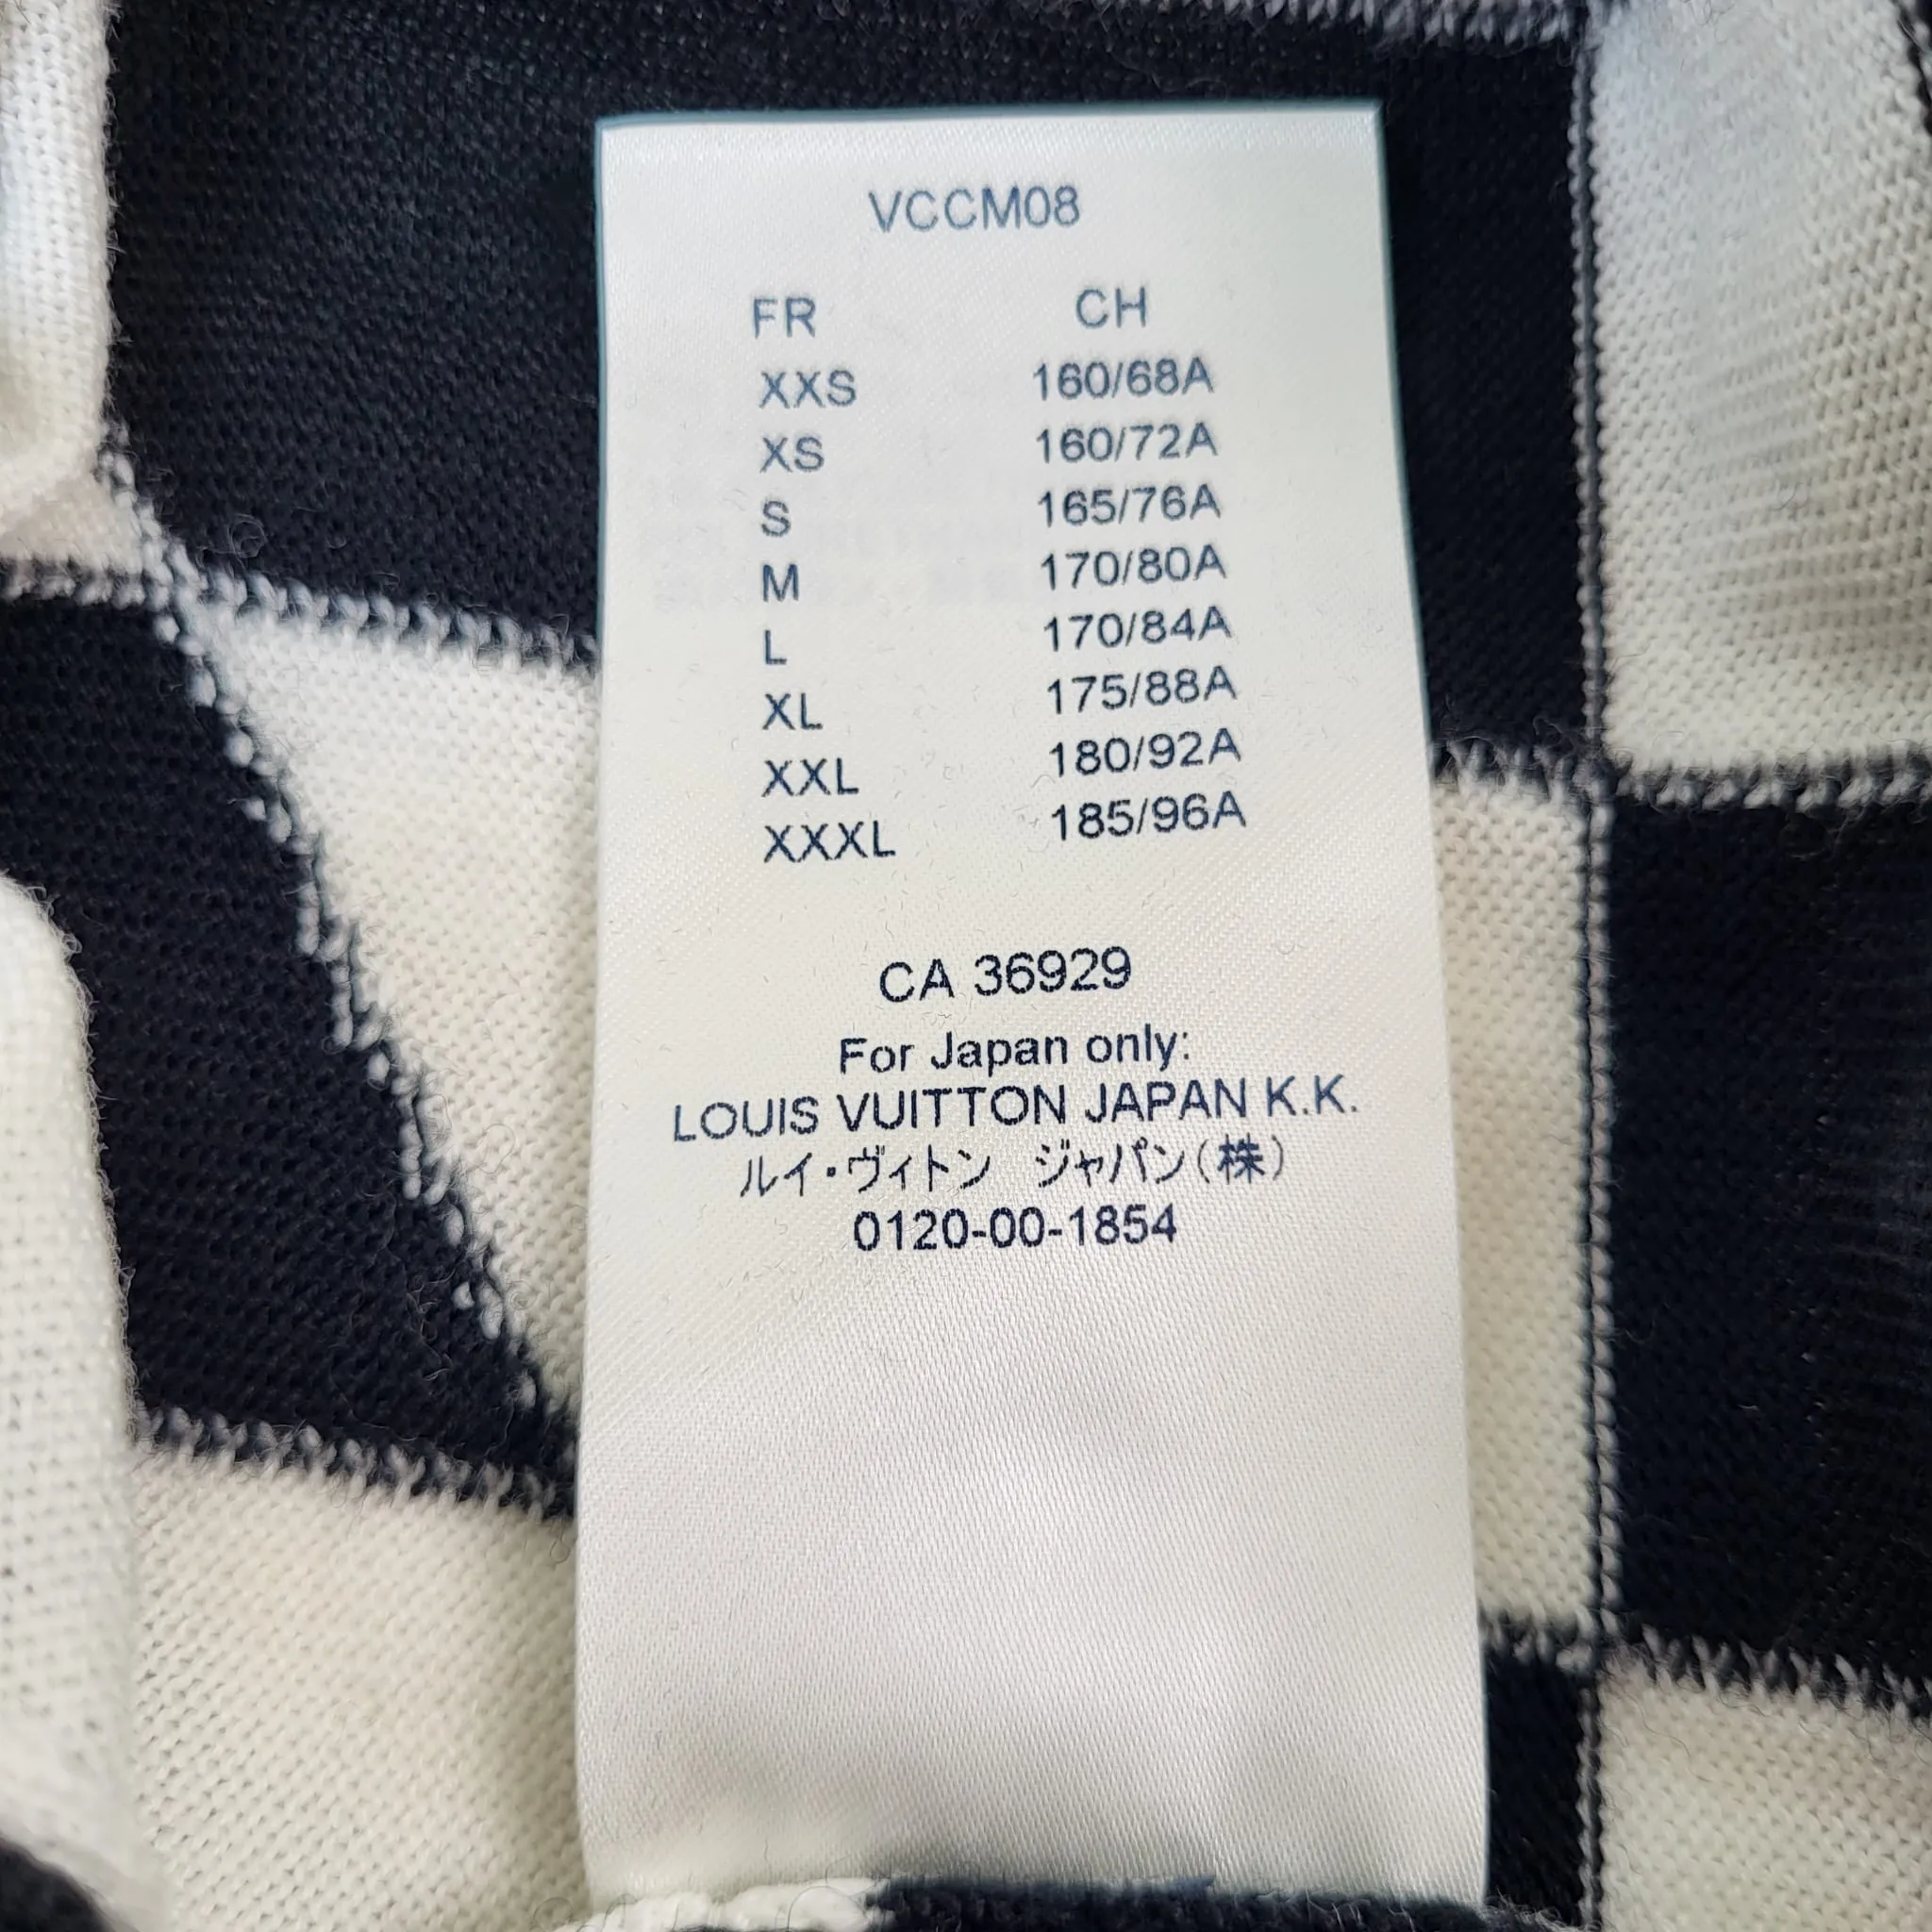 VCCM08
FR CH
XXS 160/68A
XS 160/72A
S 165/76A
M 170/80A
L 170/84A
XL 175/88A
XXL 180/92A
XXXL 185/96A
CA 36929
For Japan only:
LOUIS VUITTON JAPAN K.K.
ルイ・ヴィトン　ジャパン(株)
0120-00-1854